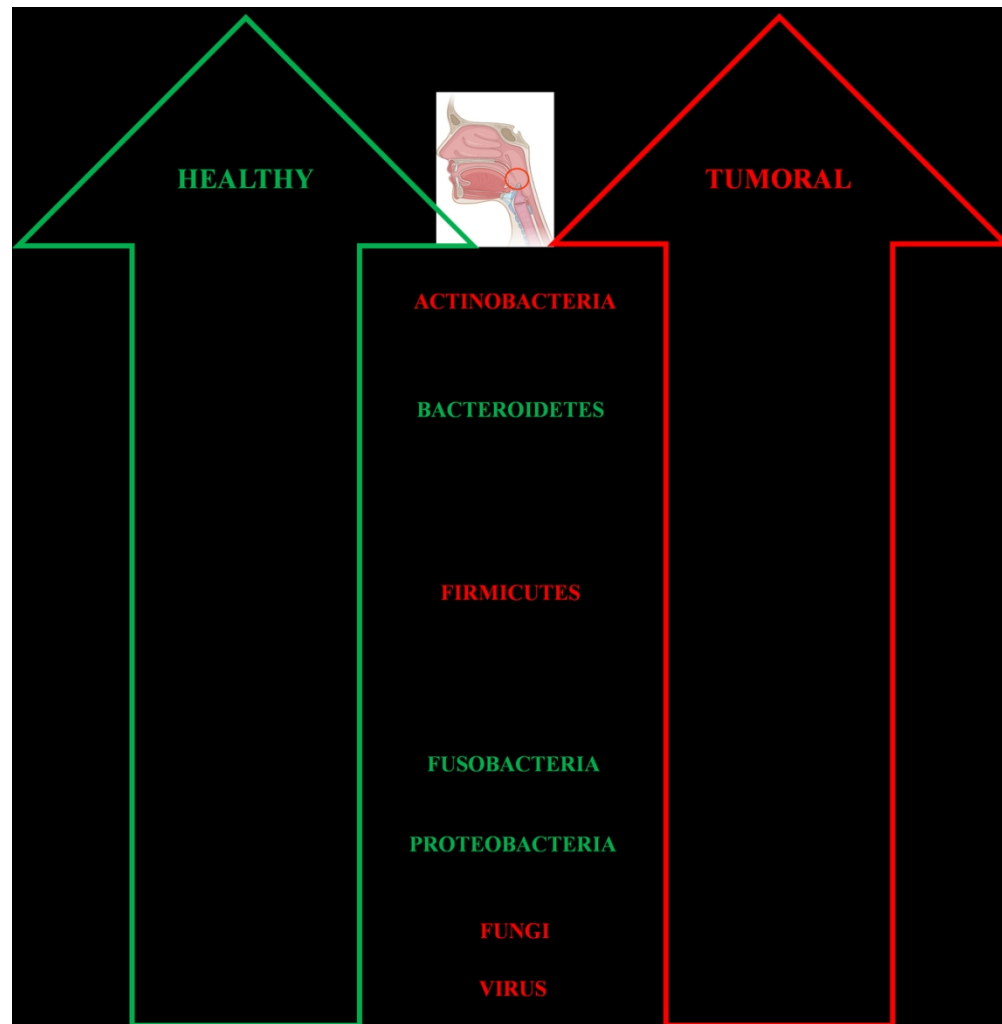 HEALTHY
TUMORAL
ACTINOBACTERIA
BACTEROIDETES
FIRMICUTES
FUSOBACTERIA
PROTEOBACTERIA
FUNGI
VIRUS